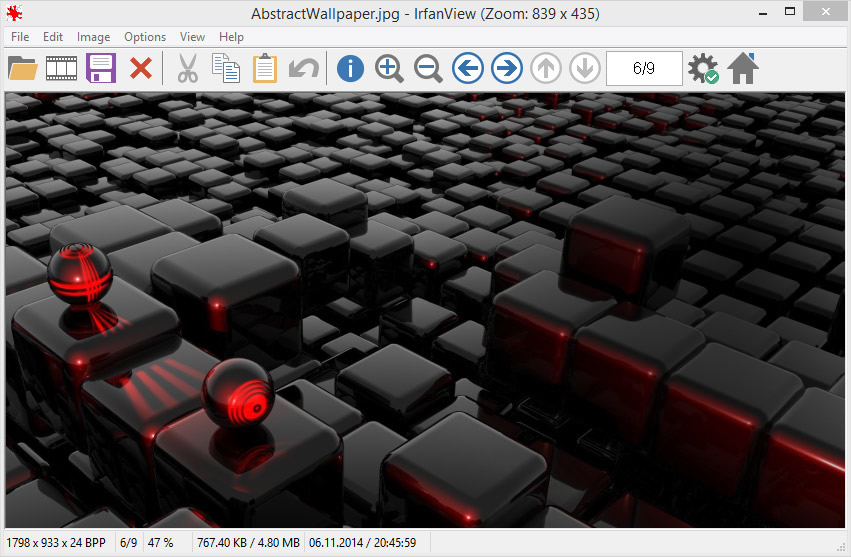 AbstractWallpaper.jpg - IrfanView (Zoom: 839 x 435)
File Edit Image Options View Help
6/9
1798 x 933 x 24 BPP 6/9 47 % 767.40 KB / 4.80 MB 06.11.2014 / 20:45:59